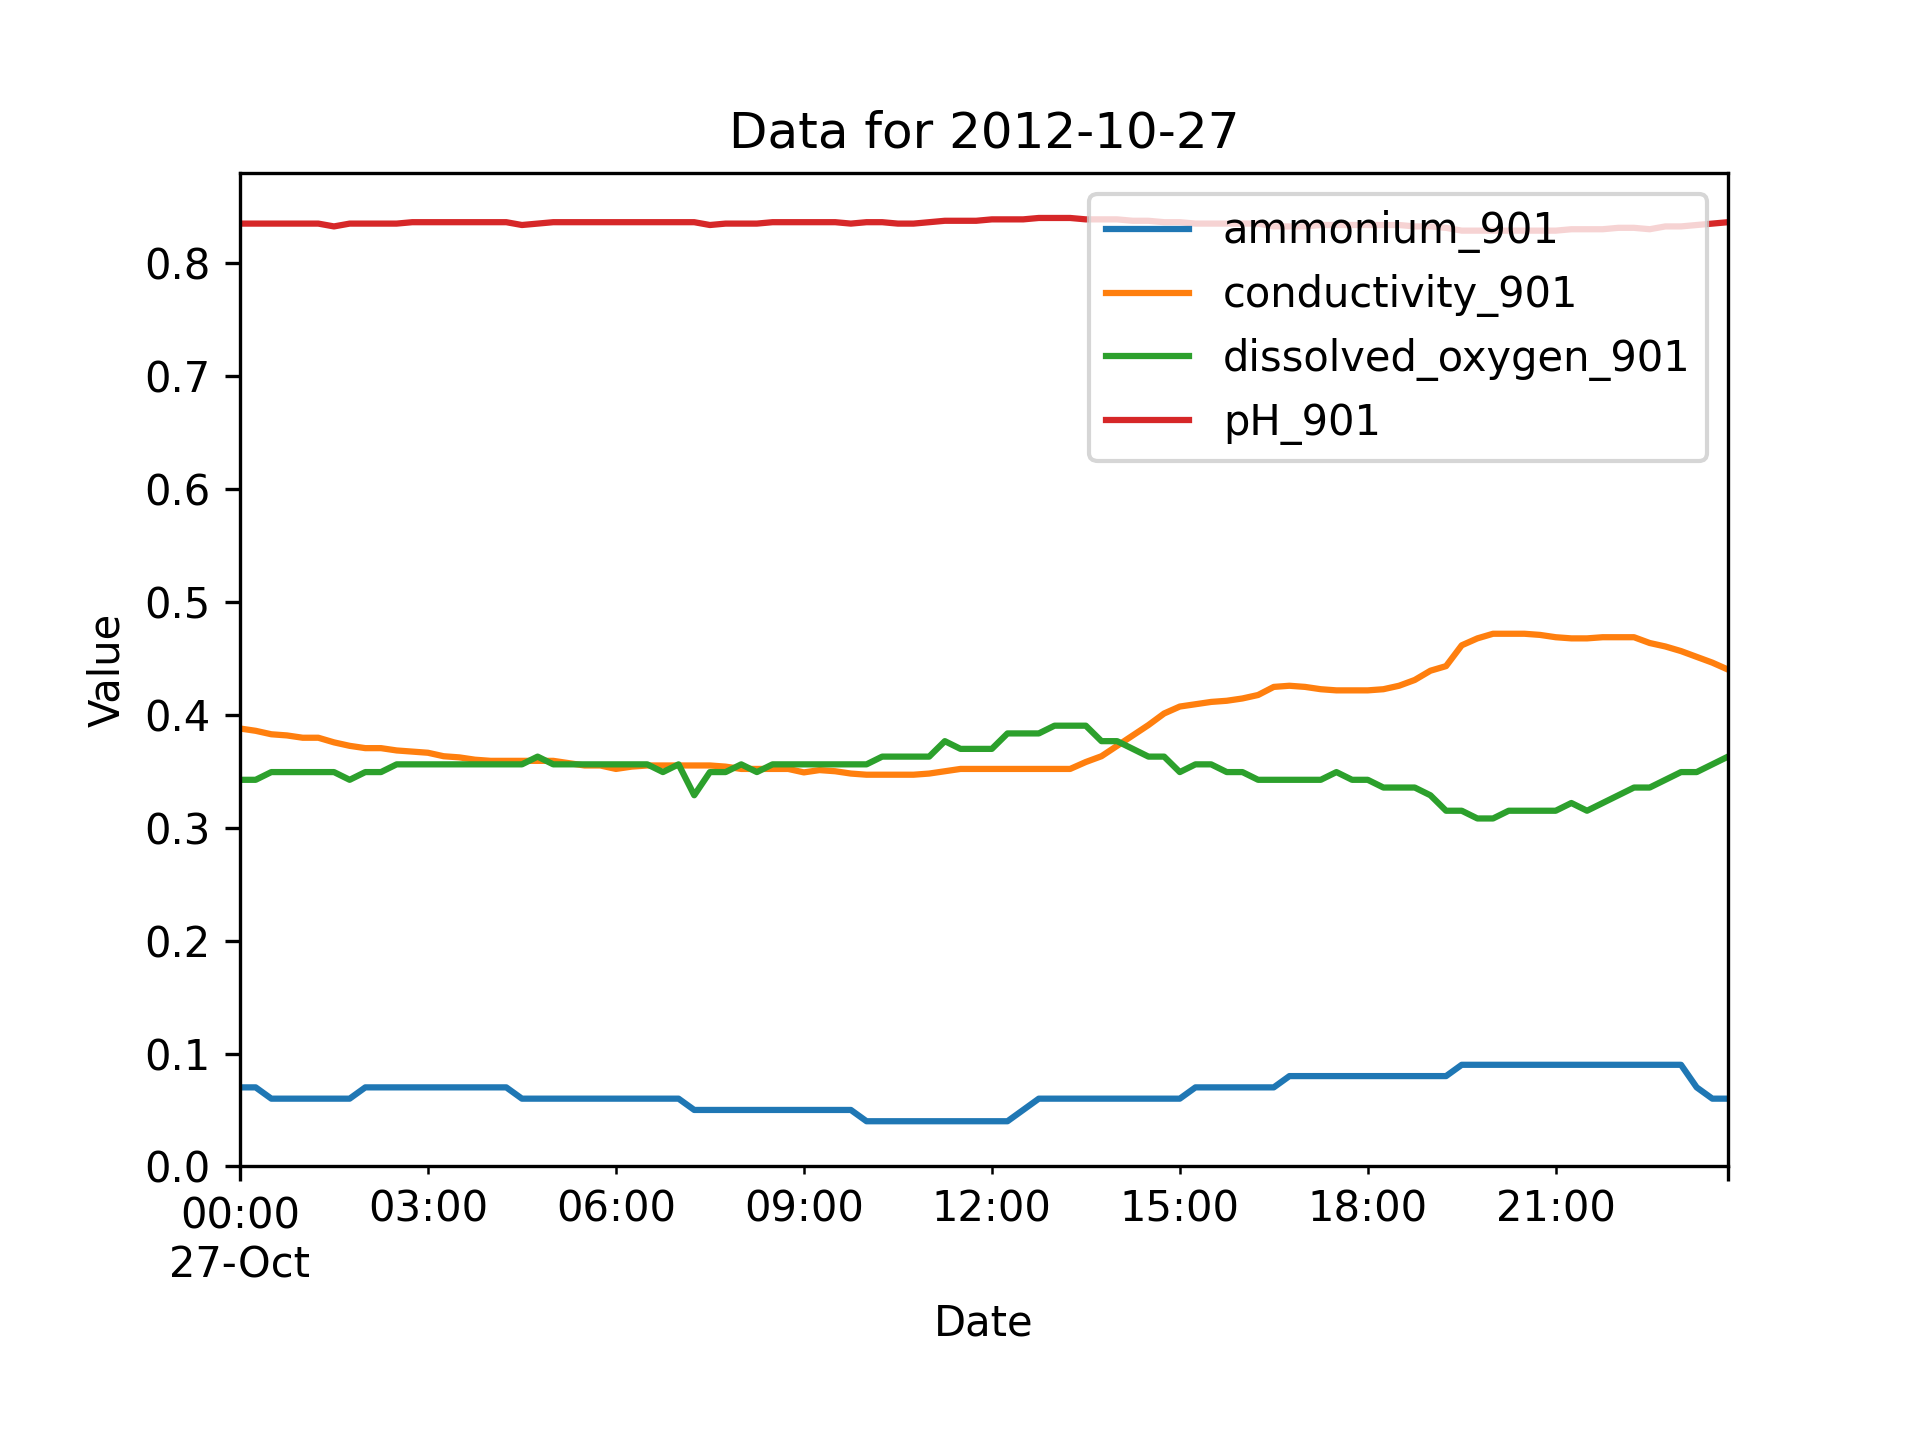 Data for 2012-10-27
ammonium_901
conductivity_901
dissolved_oxygen_901
pH_901
Value
0.8
0.7
0.6
0.5
0.4
0.3
0.2
0.1
0.0
00:00 03:00 06:00 09:00 12:00 15:00 18:00 21:00
27-Oct
Date